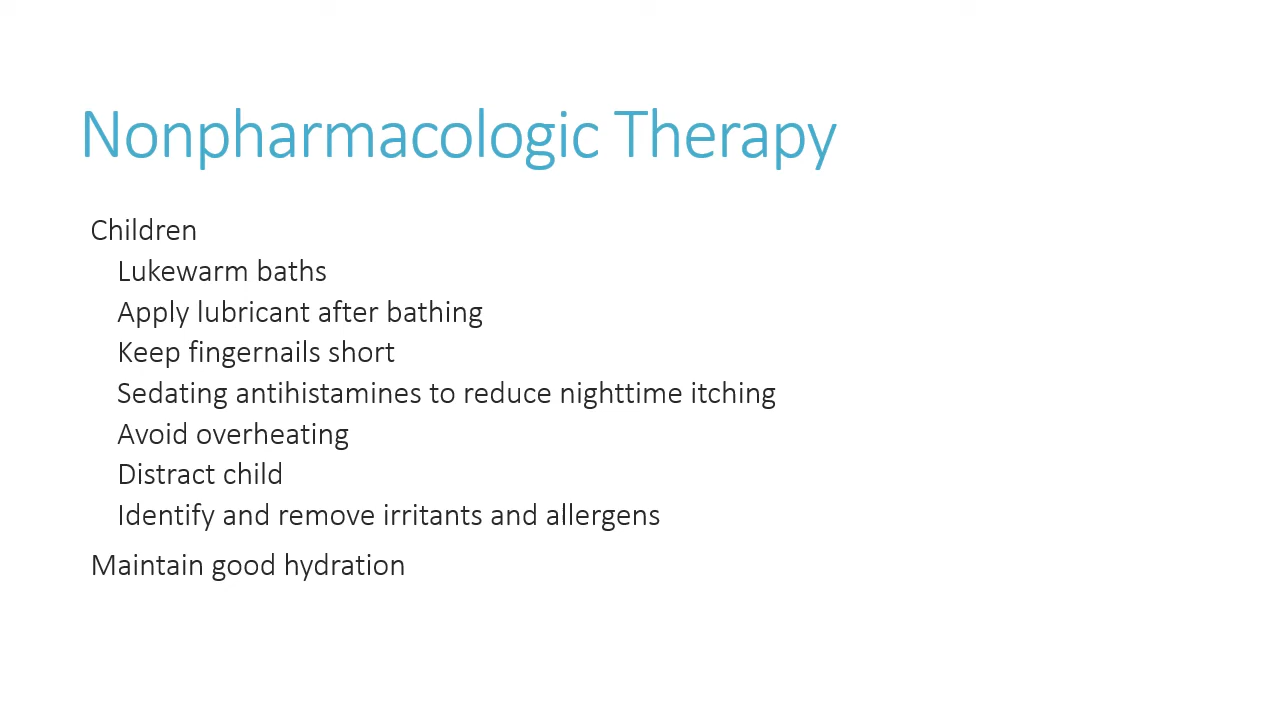 Nonpharmacologic Therapy
Children
Lukewarm baths
Apply lubricant after bathing
Keep fingernails short
Sedating antihistamines to reduce nighttime itching
Avoid overheating
Distract child
Identify and remove irritants and allergens
Maintain good hydration